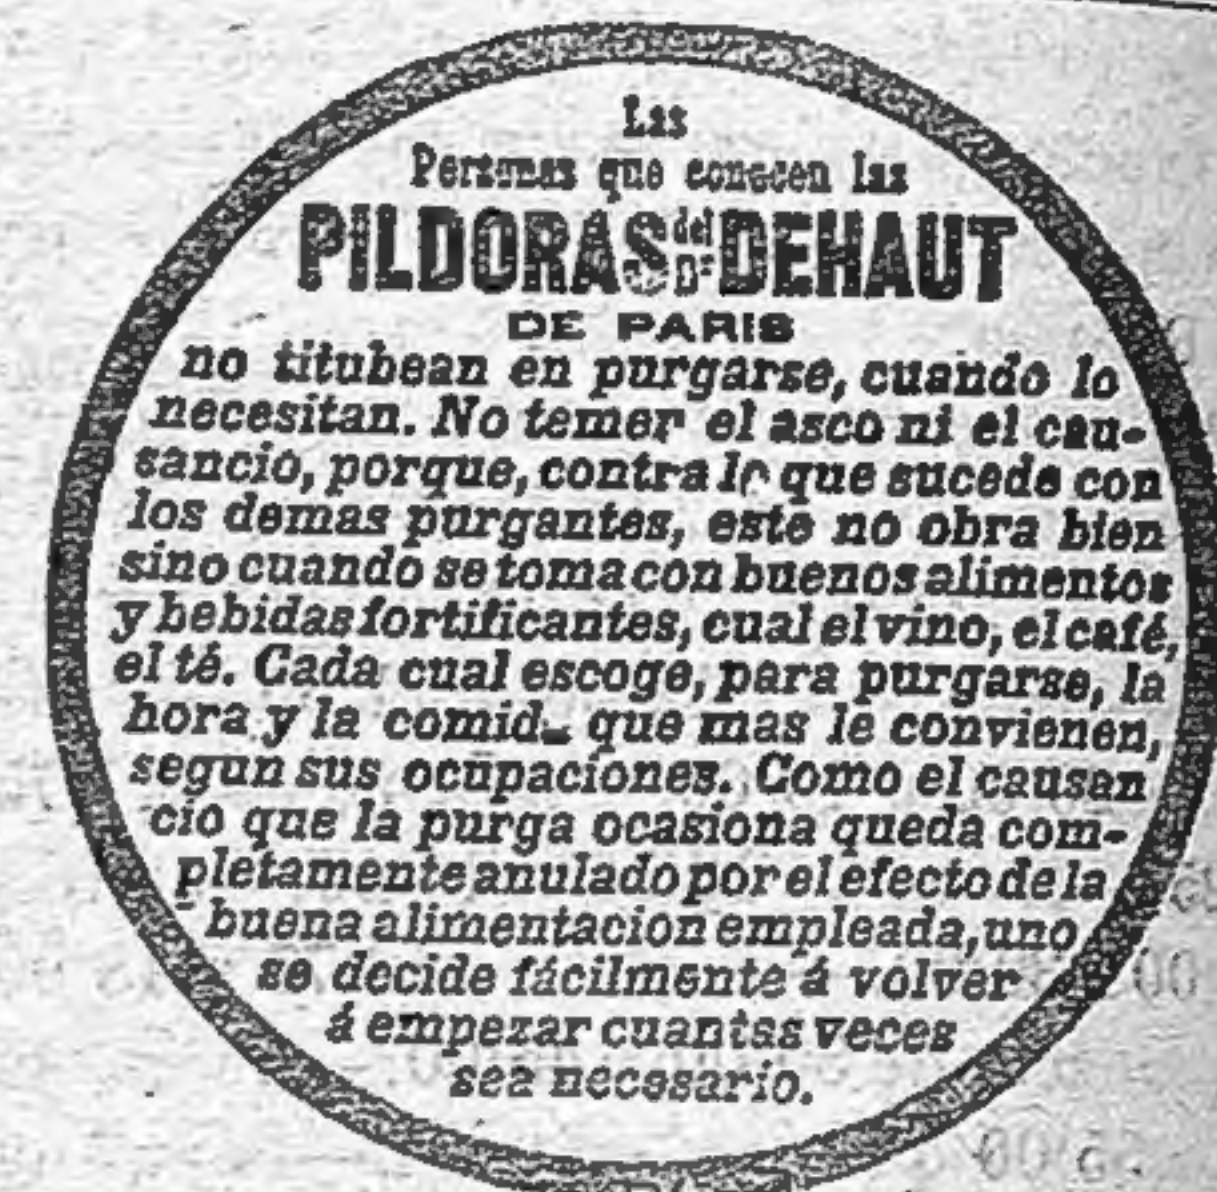 Las
Personas que conocen las
PILDORAS del Dr DEHAUT
DE PARIS
no titubean en purgarse, cuando lo
necesitan. No temer el asco ni el cau-
sancio, porque, contra lo que sucede con
los demas purgantes, este no obra bien
sino cuando se toma con buenos alimentos
y bebidas fortificantes, cual el vino, el café,
el té. Cada cual escoge, para purgarse, la
hora y la comida que mas le convienen,
segun sus ocupaciones. Como el causan
cio que la purga ocasiona queda com-
pletamente anulado por el efecto de la
buena alimentacion empleada, uno
se decide fácilmente á volver
á empezar cuantas veces
sea necesario.